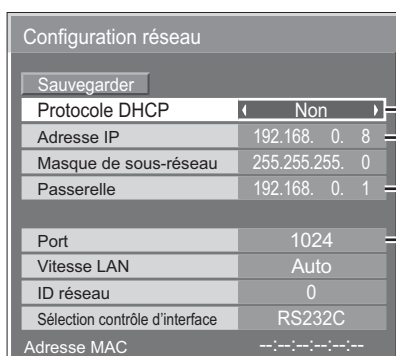 Configuration réseau
Sauvegarder
Protocole DHCP Non
Adresse IP 192.168. 0. 8
Masque de sous-réseau 255.255.255. 0
Passerelle 192.168. 0. 1
Port 1024
Vitesse LAN Auto
ID réseau 0
Sélection contrôle d'interface RS232C
Adresse MAC --:--:--:--:--:--